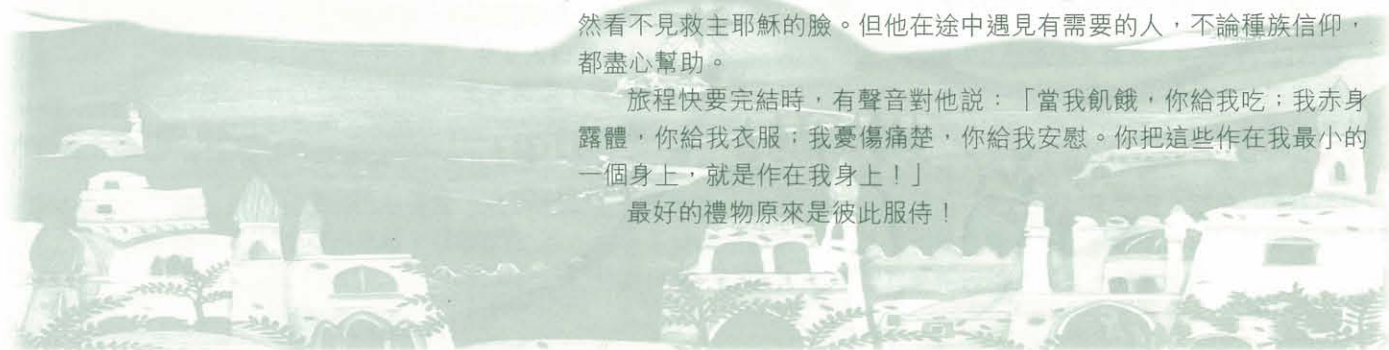 然看不見救主耶穌的臉。但他在途中遇見有需要的人，不論種族信仰，
都盡心幫助。
旅程快要完結時，有聲音對他說：「當我飢餓，你給我吃；我赤身
露體，你給我衣服；我憂傷痛楚，你給我安慰。你把這些作在我最小的
一個身上，就是作在我身上！」
最好的禮物原來是彼此服侍！